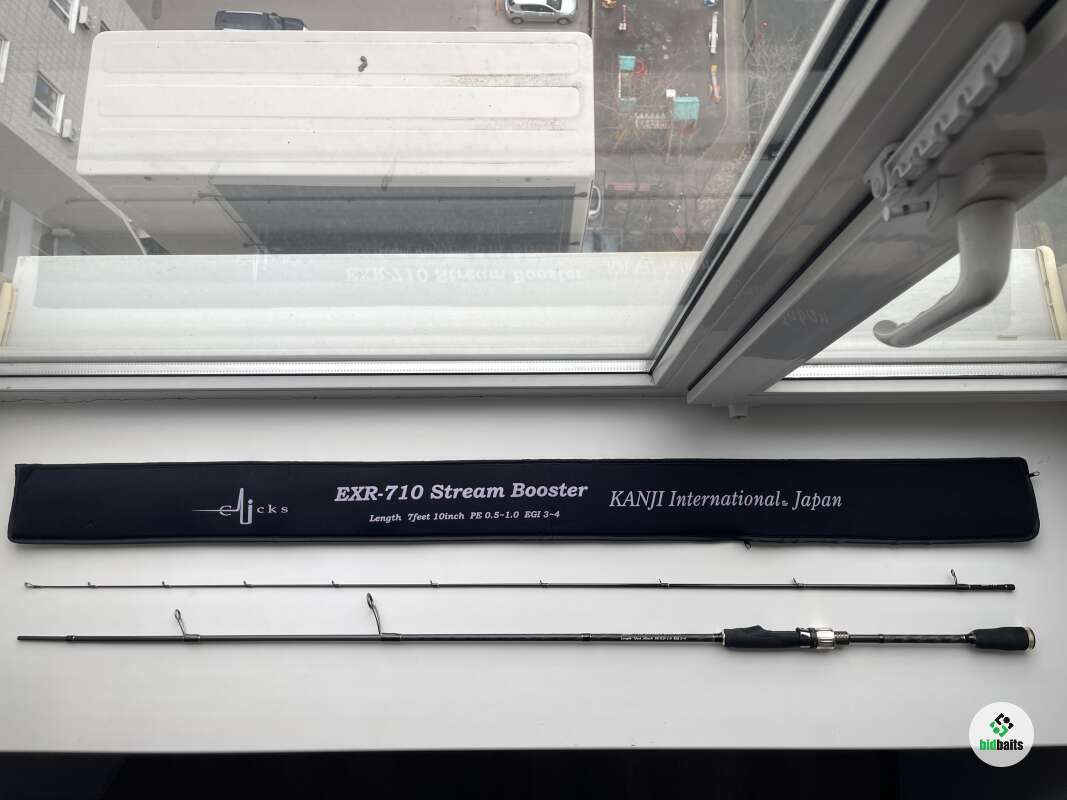 EXR-710 Stream Booster
Length 7feet 10inch PE 0.5~1.0 EGI 3~4
KANJI International Japan
bidbaits